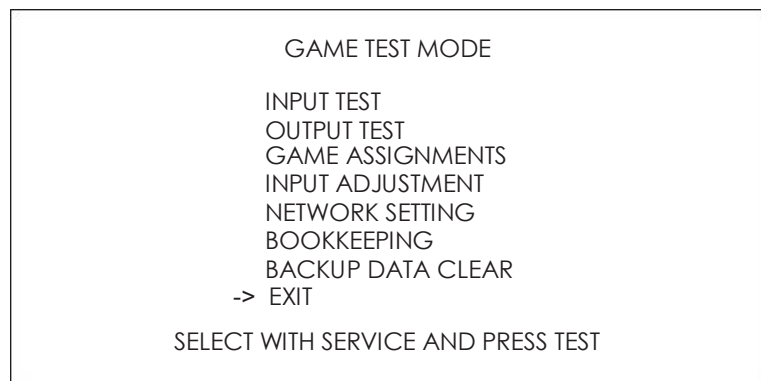 GAME TEST MODE
INPUT TEST
OUTPUT TEST
GAME ASSIGNMENTS
INPUT ADJUSTMENT
NETWORK SETTING
BOOKKEEPING
BACKUP DATA CLEAR
-> EXIT
SELECT WITH SERVICE AND PRESS TEST